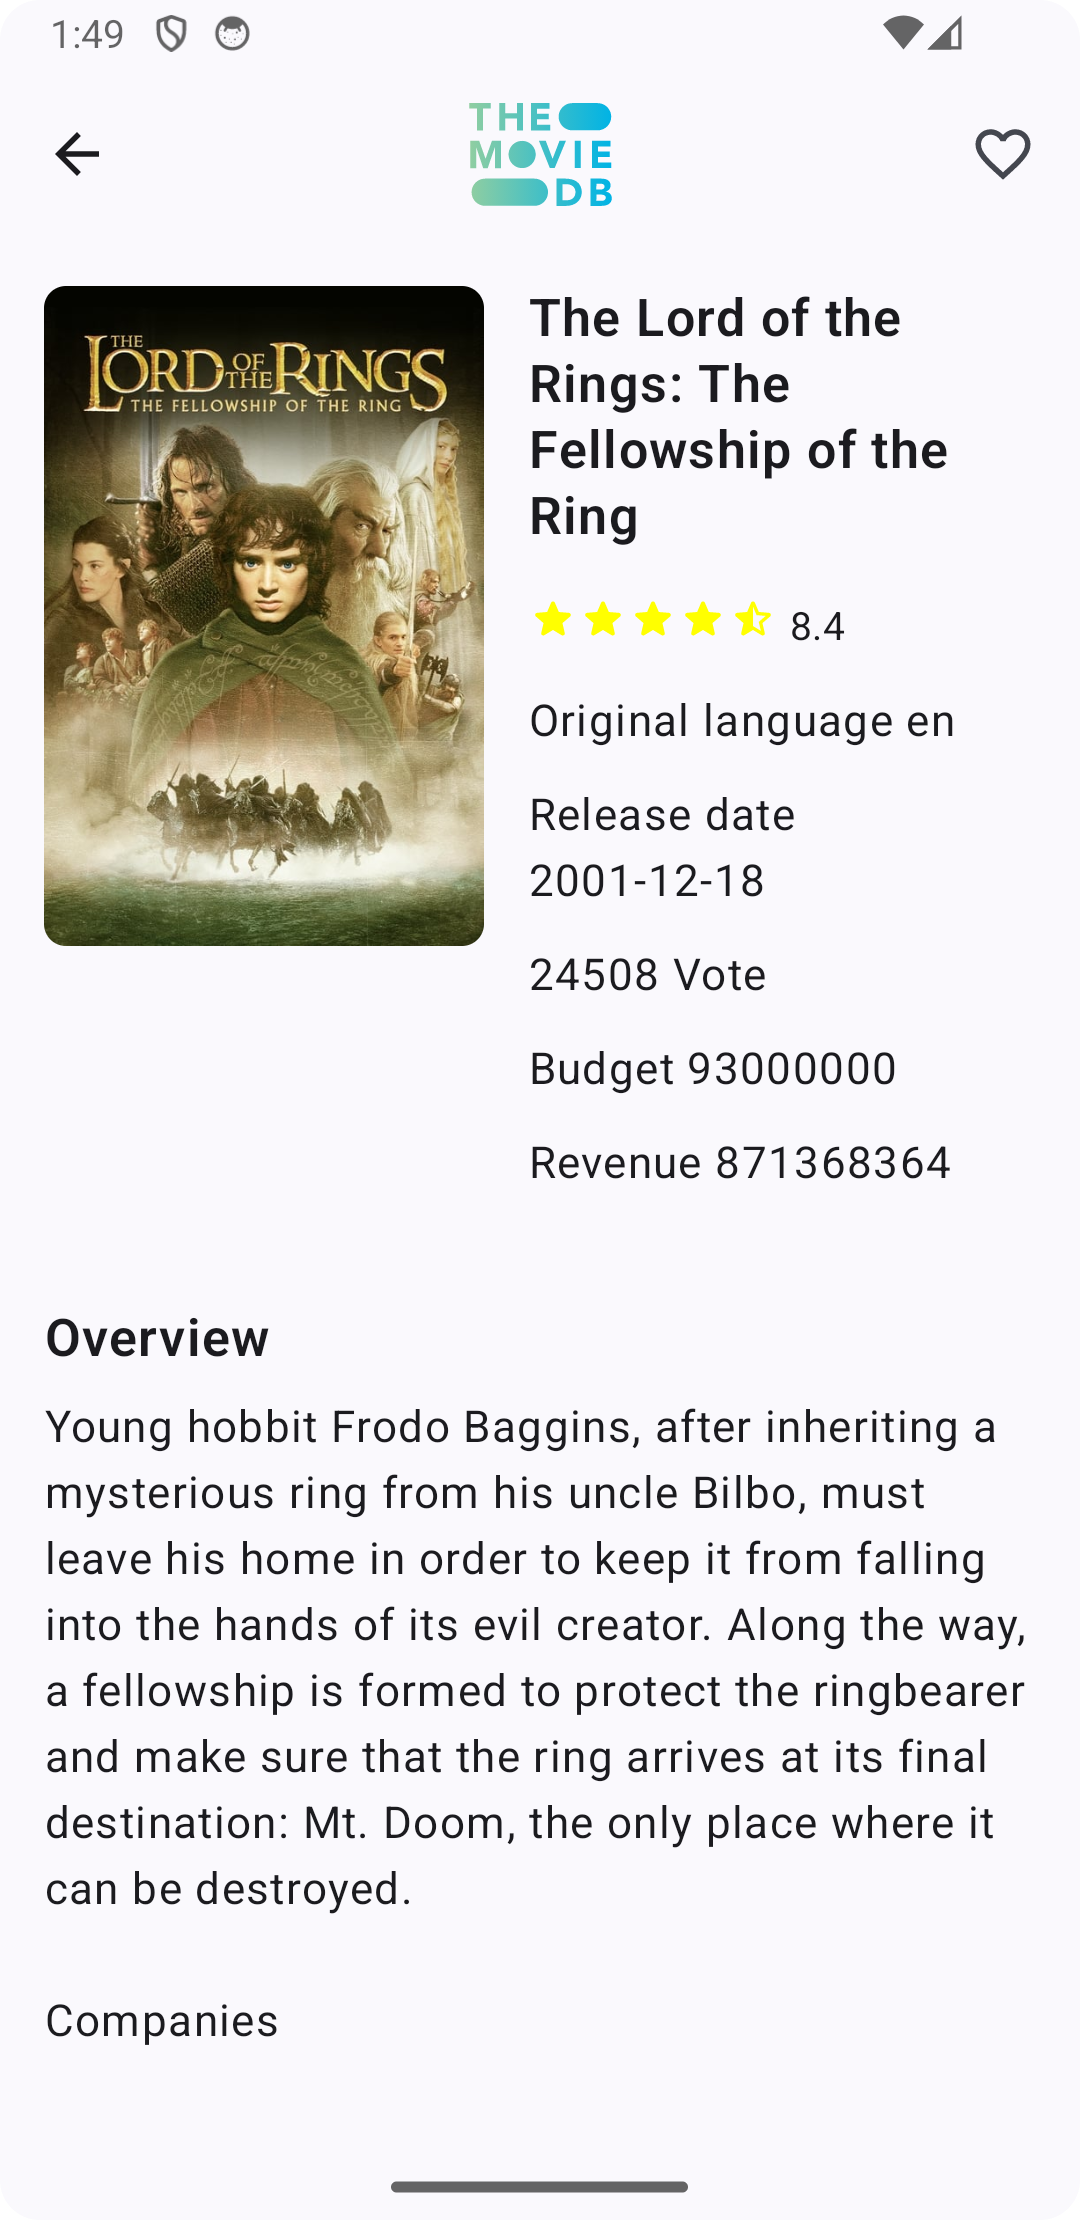 1:49
THE
MOVIE
DB
THE
LORD OF THE RINGS
THE FELLOWSHIP OF THE RING
The Lord of the
Rings: The
Fellowship of the
Ring
8.4
Original language en
Release date
2001-12-18
24508 Vote
Budget 93000000
Revenue 871368364
Overview
Young hobbit Frodo Baggins, after inheriting a
mysterious ring from his uncle Bilbo, must
leave his home in order to keep it from falling
into the hands of its evil creator. Along the way,
a fellowship is formed to protect the ringbearer
and make sure that the ring arrives at its final
destination: Mt. Doom, the only place where it
can be destroyed.
Companies